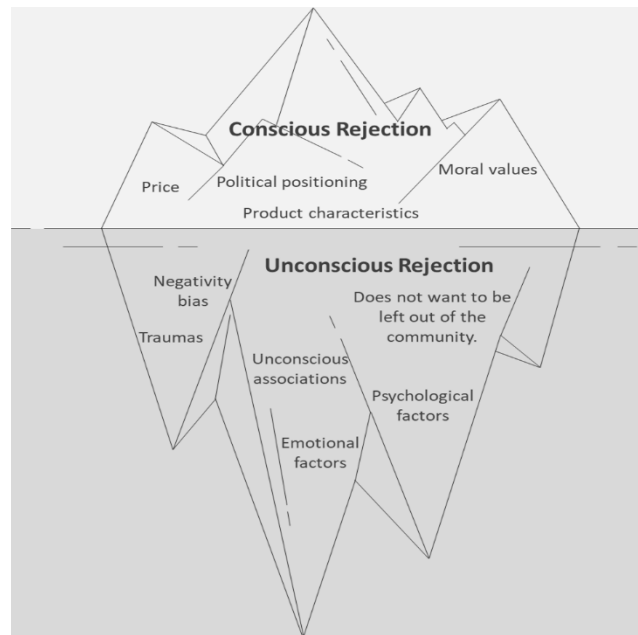 Conscious Rejection
Price
Political positioning
Moral values
Product characteristics
Unconscious Rejection
Negativity
bias
Does not want to be
left out of the
community.
Traumas
Unconscious
associations
Psychological
factors
Emotional
factors